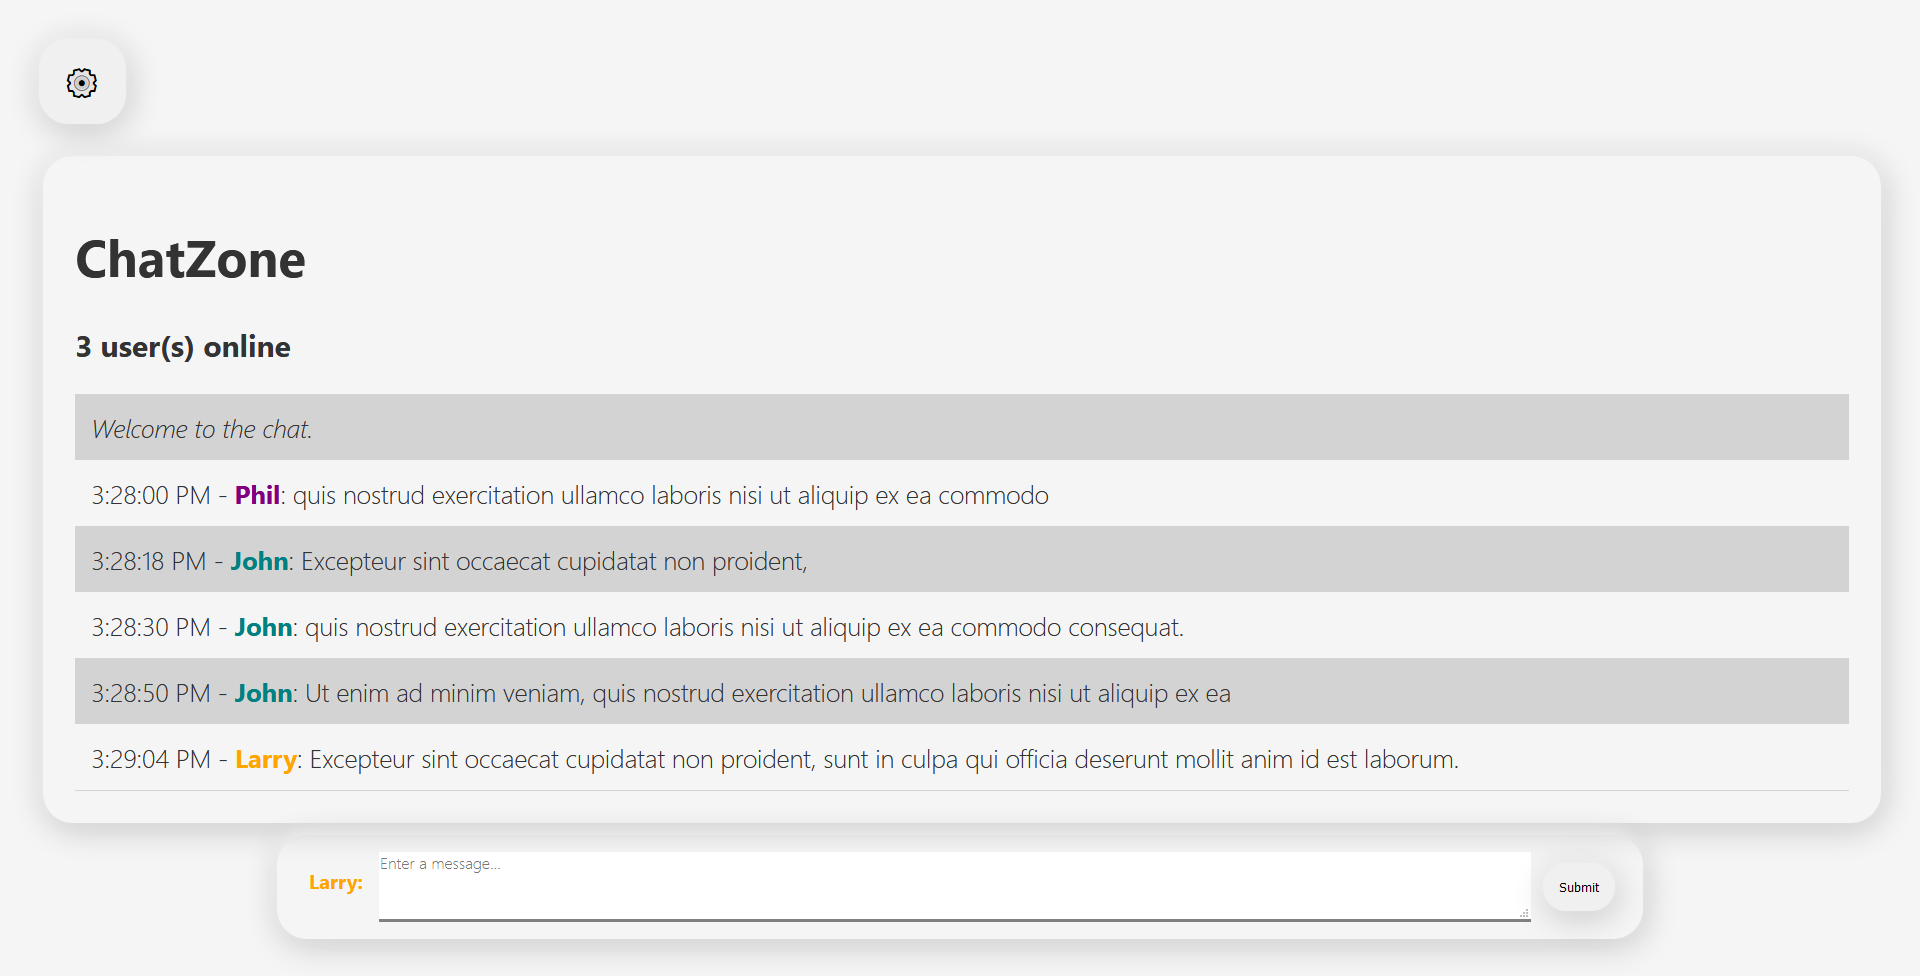 ChatZone
3 user(s) online
Welcome to the chat.
3:28:00 PM - Phil: quis nostrud exercitation ullamco laboris nisi ut aliquip ex ea commodo
3:28:18 PM - John: Excepteur sint occaecat cupidatat non proident,
3:28:30 PM - John: quis nostrud exercitation ullamco laboris nisi ut aliquip ex ea commodo consequat.
3:28:50 PM - John: Ut enim ad minim veniam, quis nostrud exercitation ullamco laboris nisi ut aliquip ex ea
3:29:04 PM - Larry: Excepteur sint occaecat cupidatat non proident, sunt in culpa qui officia deserunt mollit anim id est laborum.
Larry:
Enter a message...
Submit